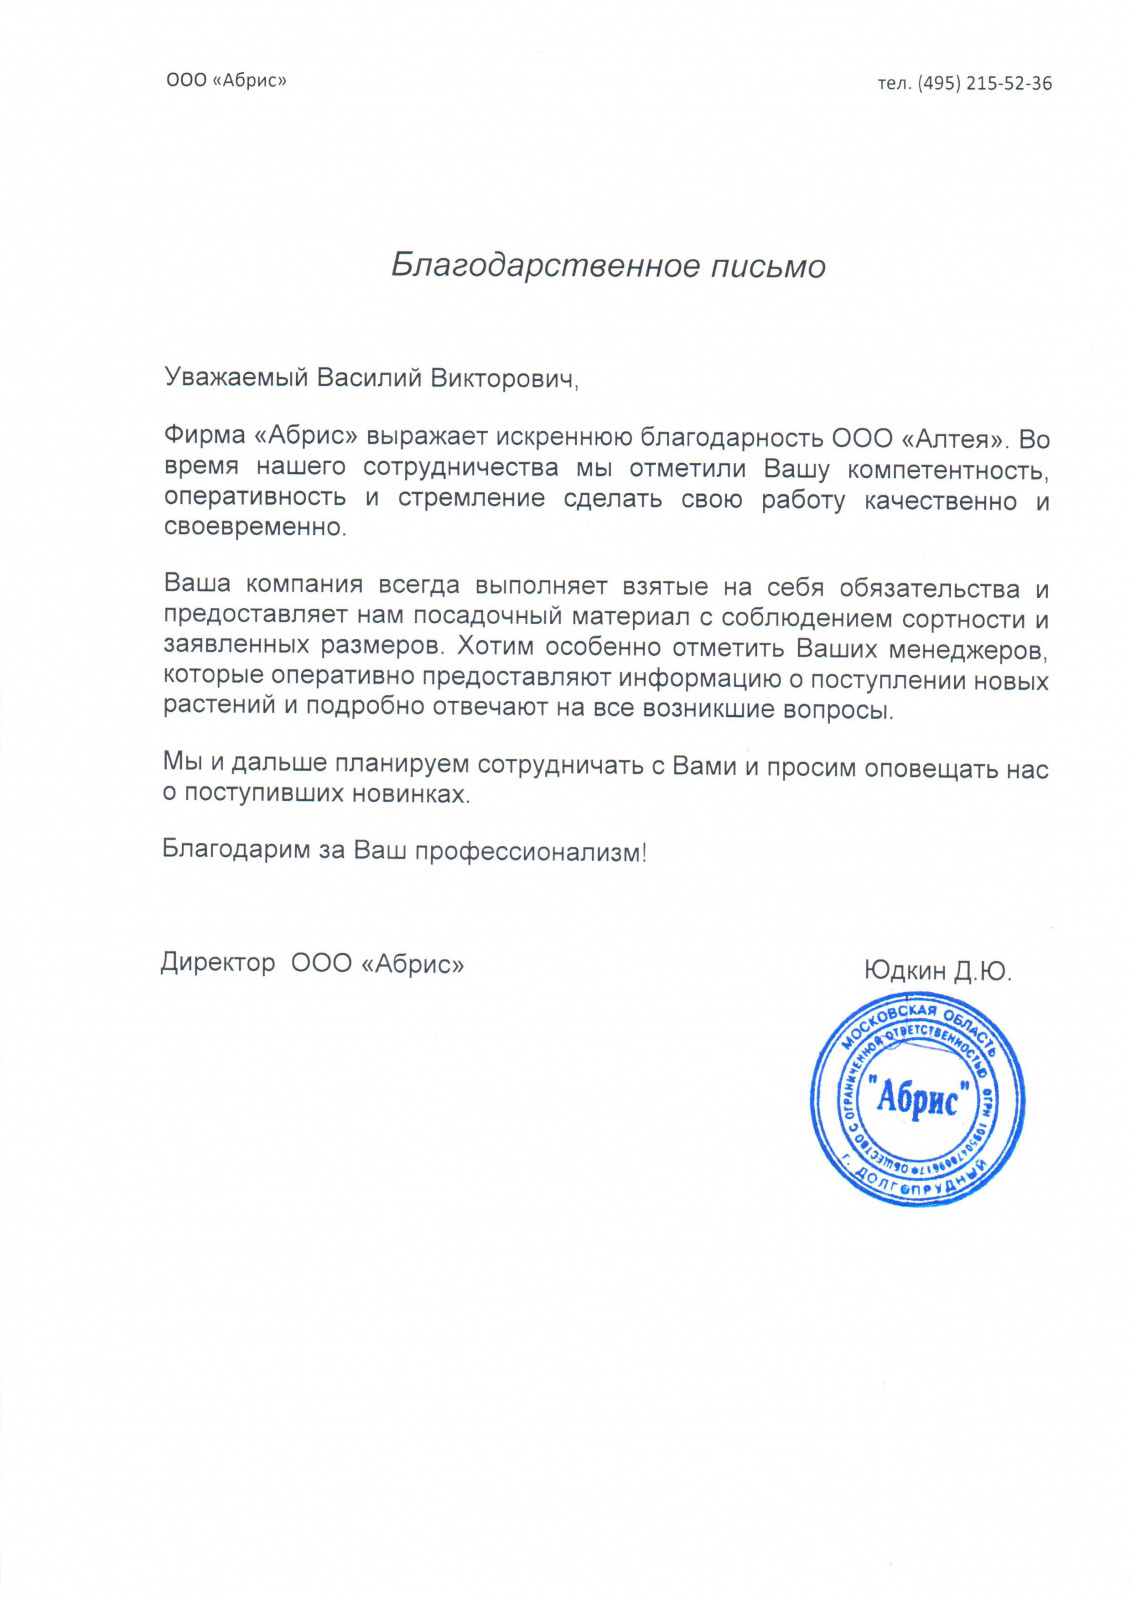 ООО «Абрис»
тел. (495) 215-52-36
Благодарственное письмо
Уважаемый Василий Викторович,
Фирма «Абрис» выражает искреннюю благодарность ООО «Алтея». Во
время нашего сотрудничества мы отметили Вашу компетентность,
оперативность и стремление сделать свою работу качественно и
своевременно.
Ваша компания всегда выполняет взятые на себя обязательства и
предоставляет нам посадочный материал с соблюдением сортности и
заявленных размеров. Хотим особенно отметить Ваших менеджеров,
которые оперативно предоставляют информацию о поступлении новых
растений и подробно отвечают на все возникшие вопросы.
Мы и дальше планируем сотрудничать с Вами и просим оповещать нас
о поступивших новинках.
Благодарим за Ваш профессионализм!
Директор ООО «Абрис»
Юдкин Д.Ю.
МОСКОВСКАЯ ОБЛАСТЬ
ОБЩЕСТВО С ОГРАНИЧЕННОЙ ОТВЕТСТВЕННОСТЬЮ ОГРН
"Абрис"
г. ДОЛГОПРУДНЫЙ